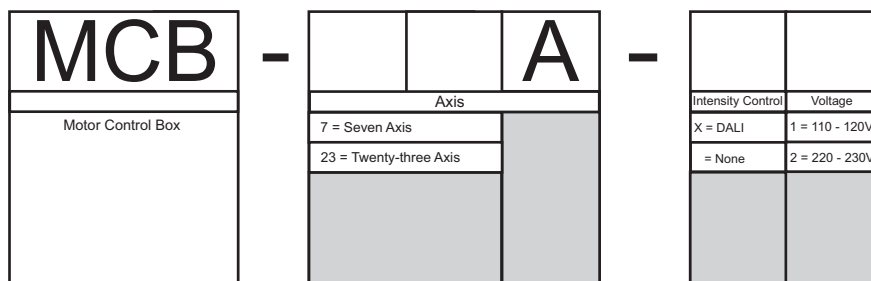 MCB - A -
Axis Intensity Control Voltage
Motor Control Box 7 = Seven Axis X = DALI 1 = 110 - 120V
23 = Twenty-three Axis = None 2 = 220 - 230V